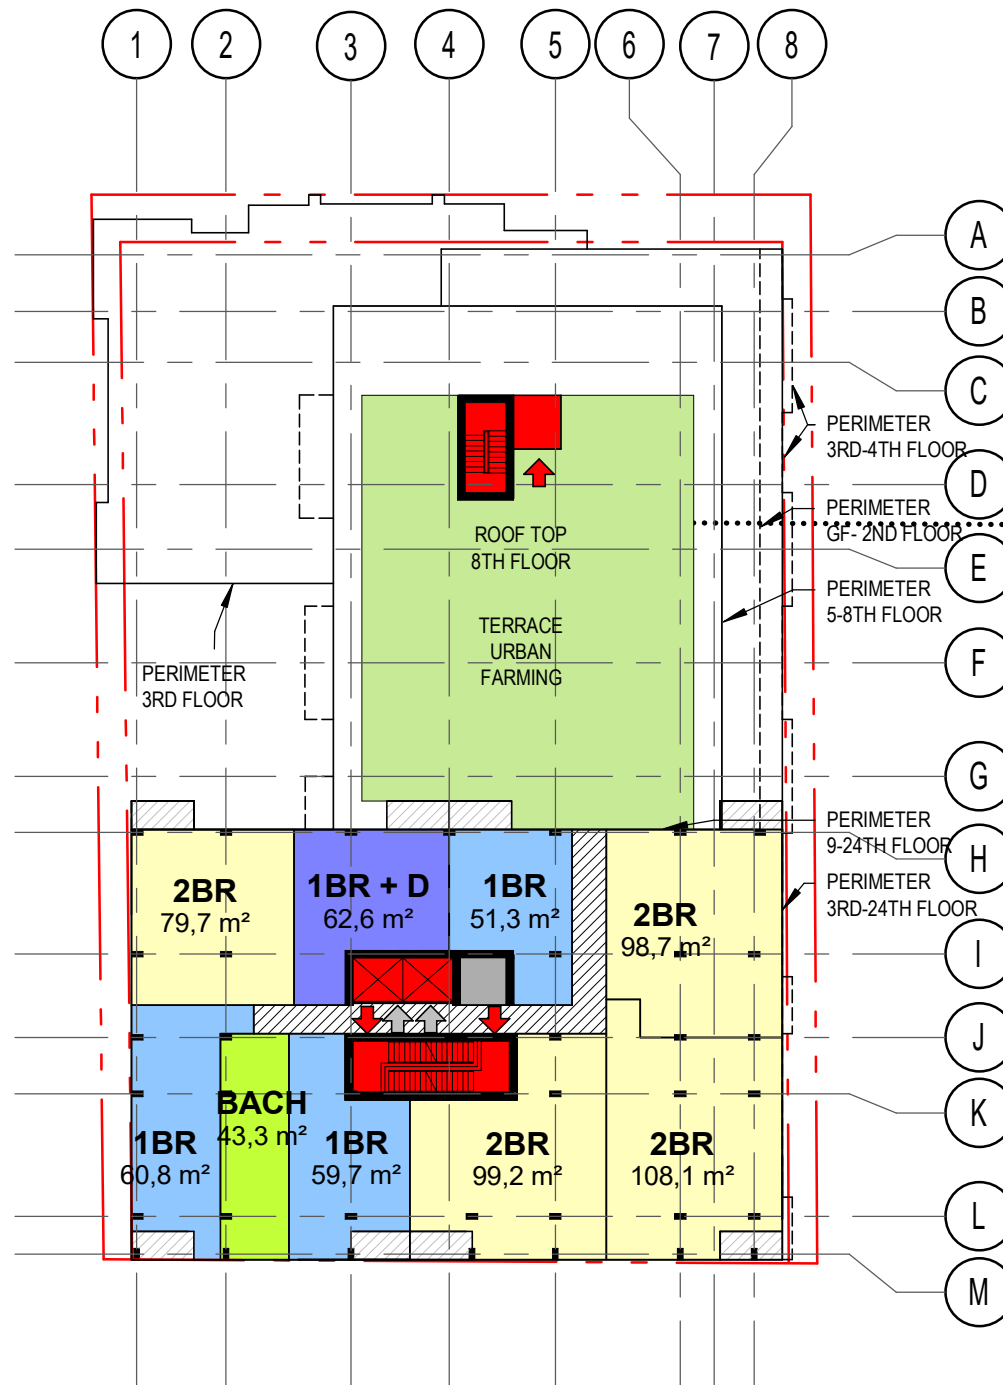 1 2 3 4 5 6 7 8
A
B
C
PERIMETER
3RD-4TH FLOOR
D
PERIMETER
GF- 2ND FLOOR
ROOF TOP
8TH FLOOR
E
PERIMETER
5-8TH FLOOR
TERRACE
URBAN
FARMING
F
PERIMETER
3RD FLOOR
G
PERIMETER
9-24TH FLOOR
H
PERIMETER
3RD-24TH FLOOR
2BR
79,7 m²
1BR + D
62,6 m²
1BR
51,3 m²
2BR
98,7 m²
I
J
K
BACH
43,3 m²
1BR
60,8 m²
1BR
59,7 m²
2BR
99,2 m²
2BR
108,1 m²
L
M